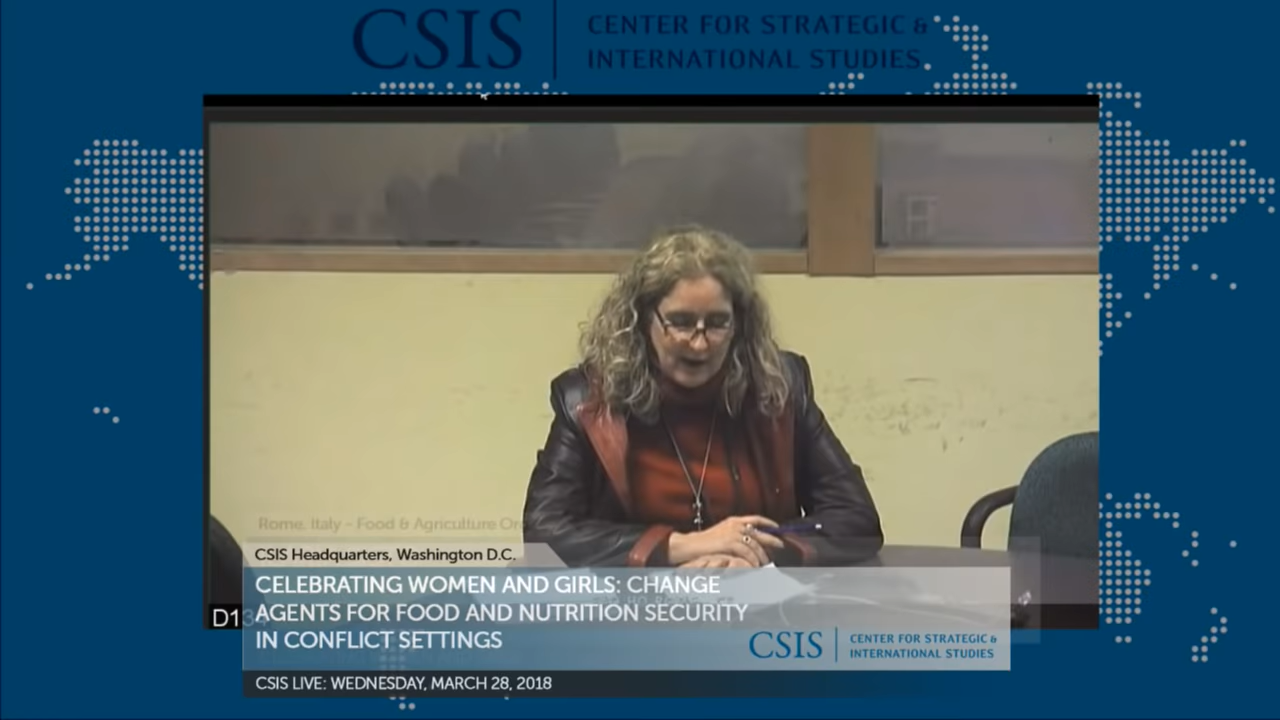 CSIS
CENTER FOR STRATEGIC &
INTERNATIONAL STUDIES
Rome, Italy - Food & Agriculture
CSIS Headquarters, Washington D.C.
CELEBRATING WOMEN AND GIRLS: CHANGE
AGENTS FOR FOOD AND NUTRITION SECURITY
IN CONFLICT SETTINGS
CSIS
CENTER FOR STRATEGIC &
INTERNATIONAL STUDIES
CSIS LIVE: WEDNESDAY, MARCH 28, 2018